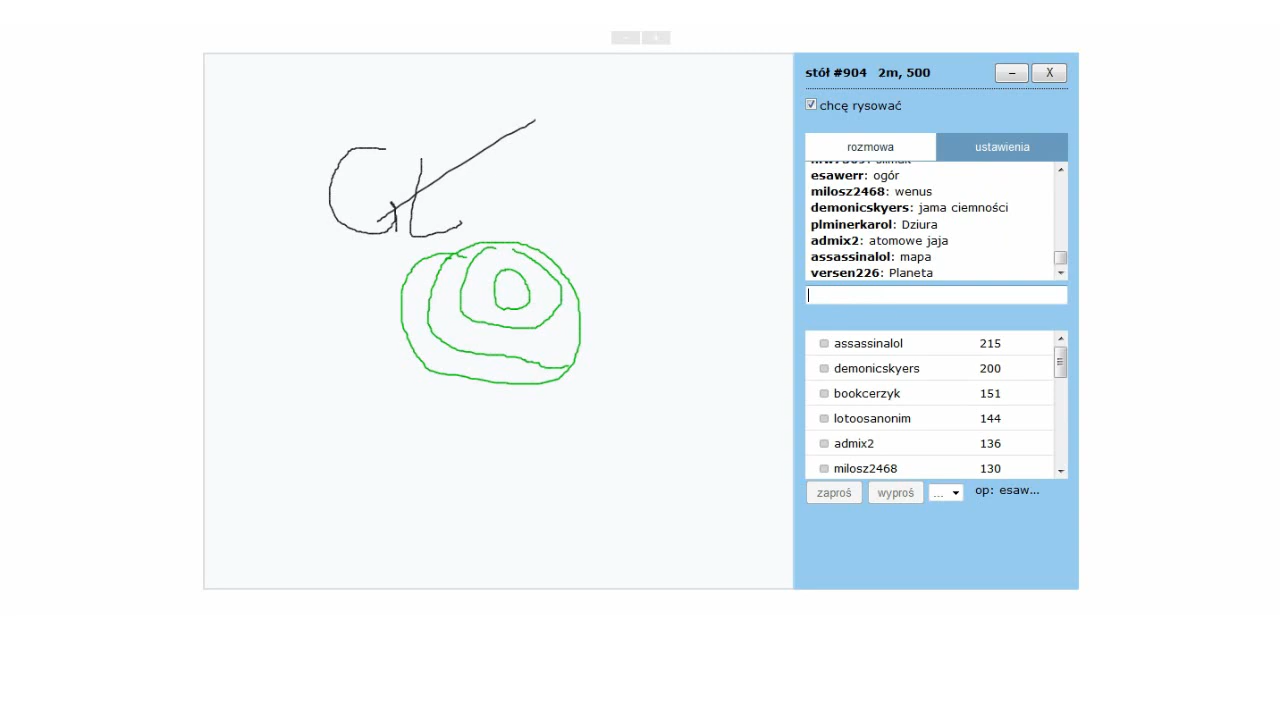 stół #904 2m, 500
– X
chcę rysować
rozmowa ustawienia
esawerr: ogór
milosz2468: wenus
demonicskyers: jama ciemności
plminerkarol: Dziura
admix2: atomowe jaja
assassinalol: mapa
versen226: Planeta
assassinalol 215
demonicskyers 200
bookcerzyk 151
lotoosanonim 144
admix2 136
milosz2468 130
zaproś wyproś ... op: esaw...